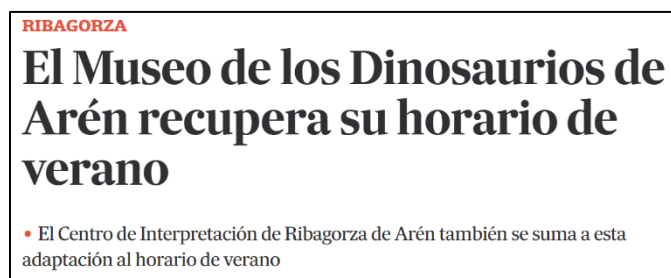 RIBAGORZA
El Museo de los Dinosaurios de
Arén recupera su horario de
verano
• El Centro de Interpretación de Ribagorza de Arén también se suma a esta
adaptación al horario de verano